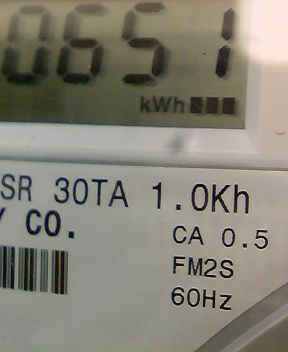 0651
kWh
SR 30TA 1.0Kh
Y CO.
CA 0.5
FM2S
60Hz